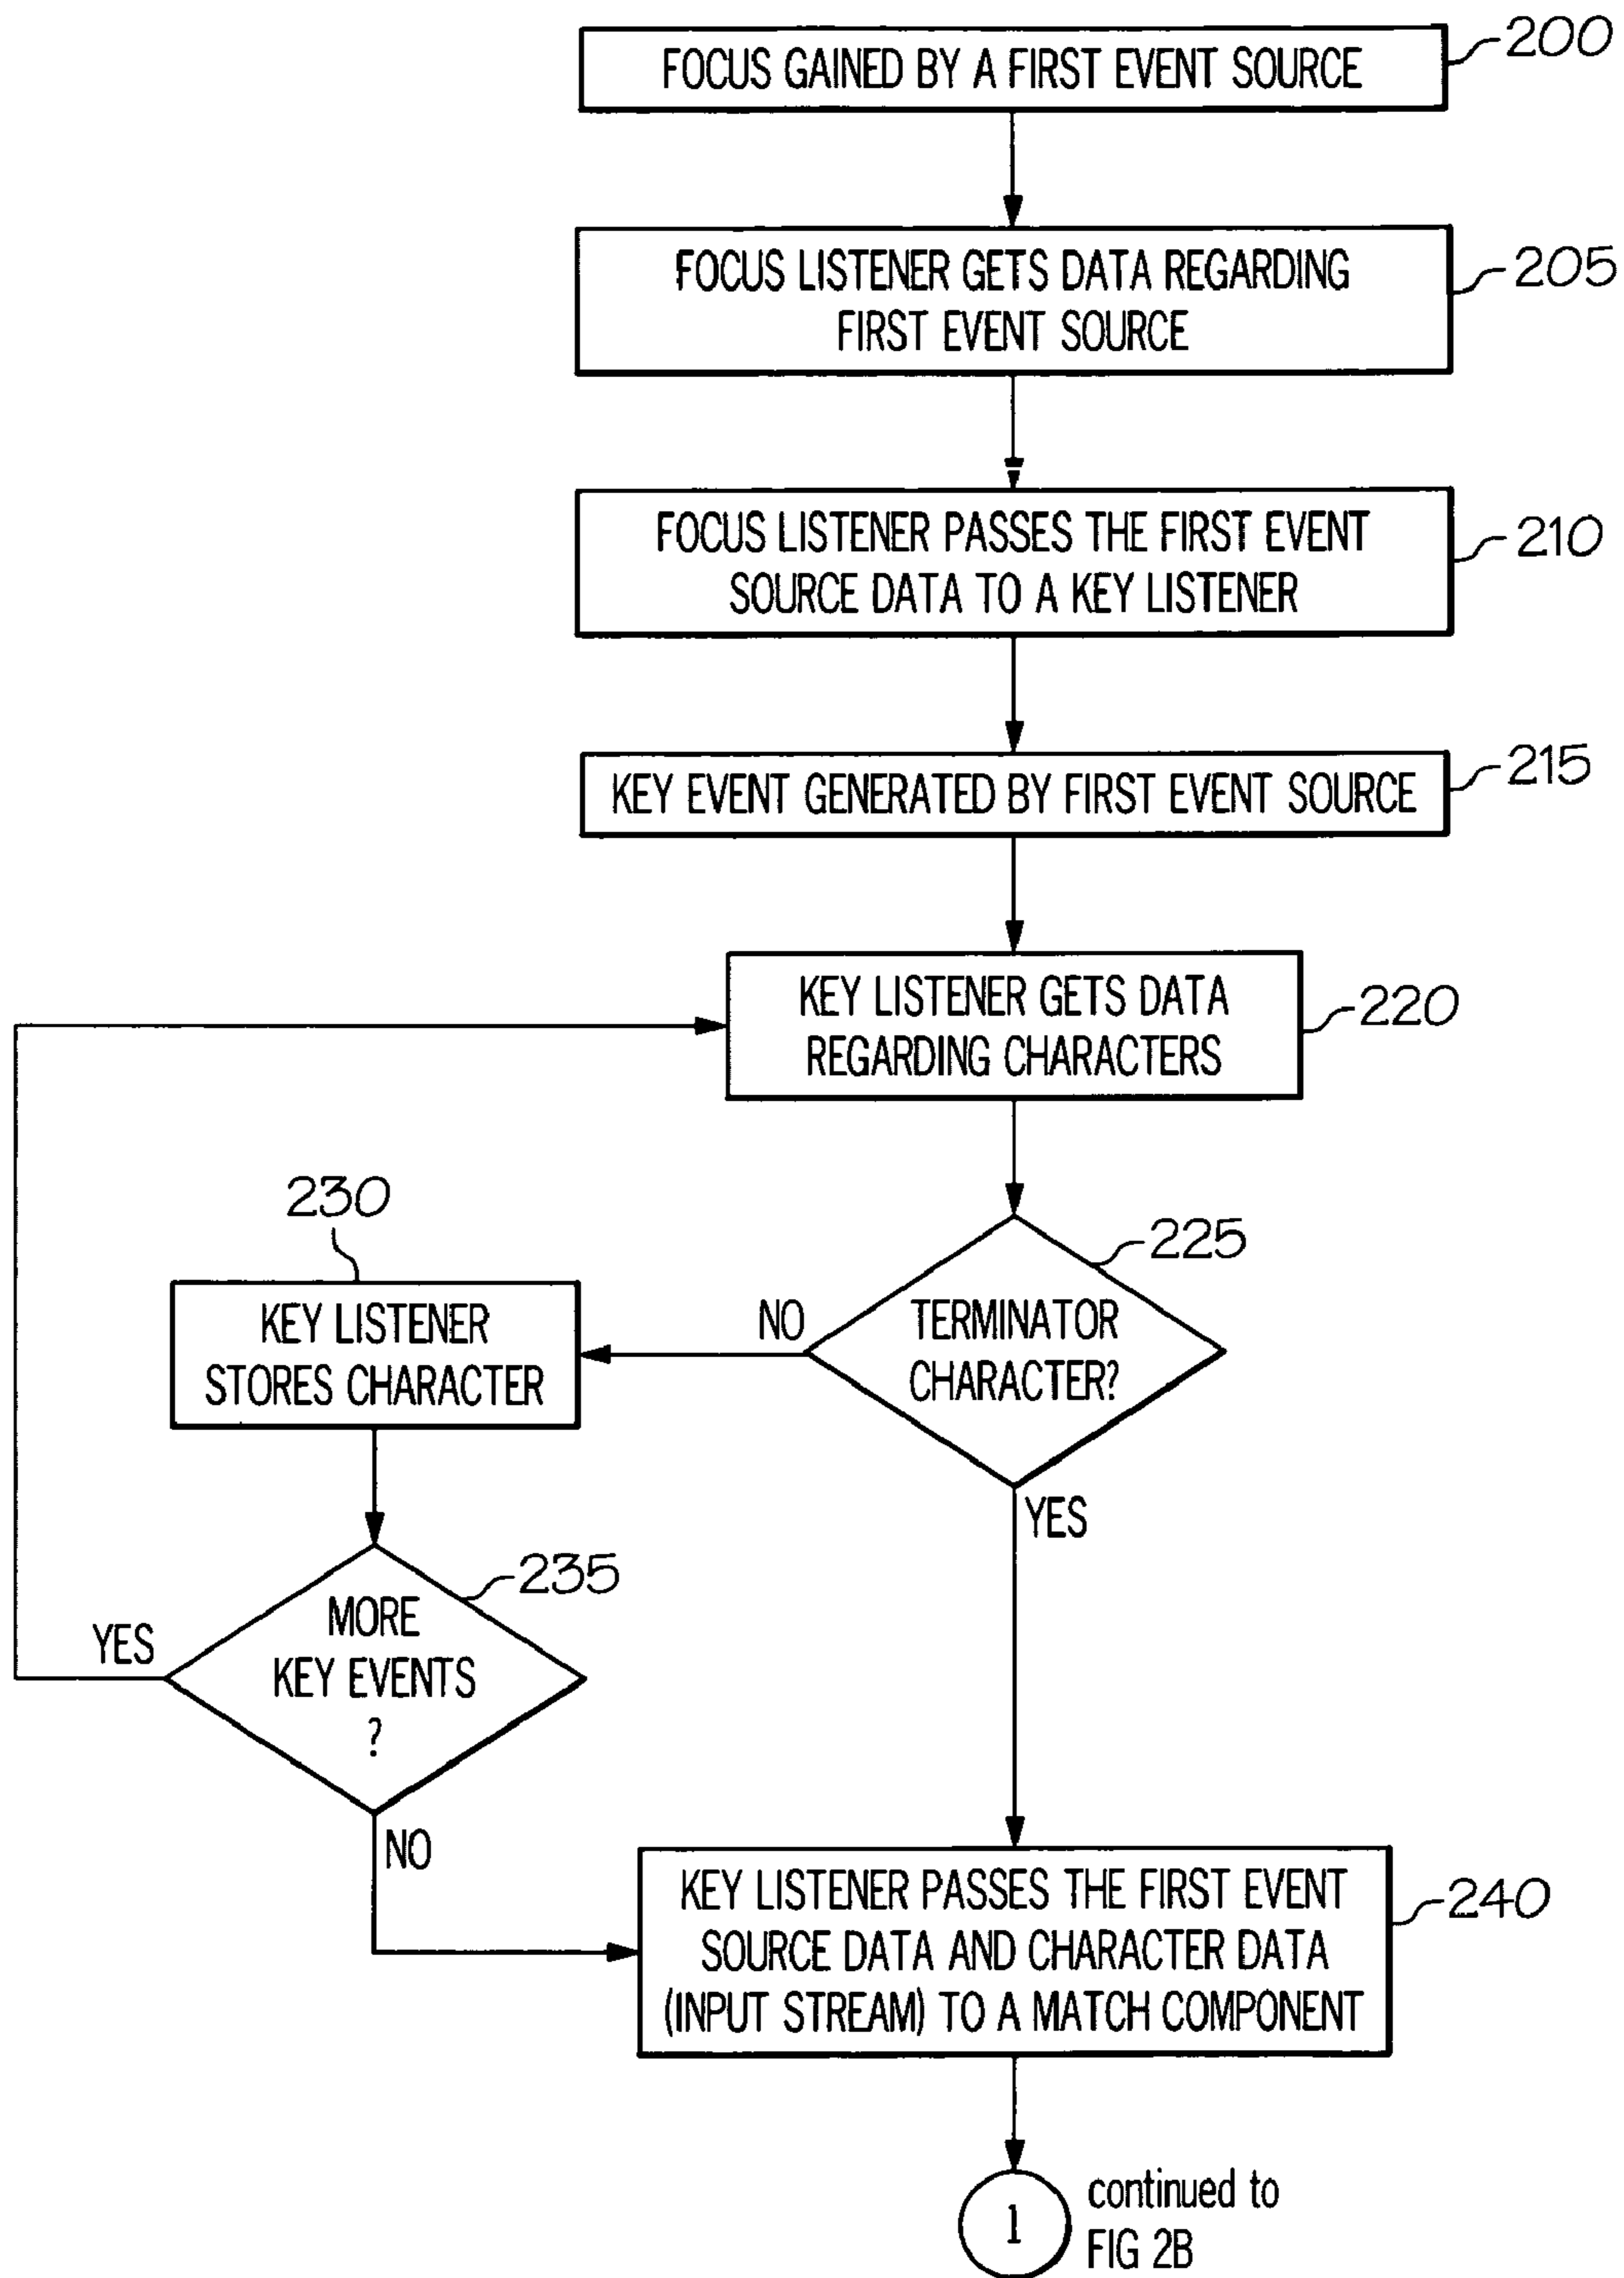 FOCUS GAINED BY A FIRST EVENT SOURCE
200
FOCUS LISTENER GETS DATA REGARDING
FIRST EVENT SOURCE
205
FOCUS LISTENER PASSES THE FIRST EVENT
SOURCE DATA TO A KEY LISTENER
210
KEY EVENT GENERATED BY FIRST EVENT SOURCE
215
KEY LISTENER GETS DATA
REGARDING CHARACTERS
220
TERMINATOR
CHARACTER?
225
NO
YES
230
KEY LISTENER
STORES CHARACTER
MORE
KEY EVENTS
?
235
YES
NO
KEY LISTENER PASSES THE FIRST EVENT
SOURCE DATA AND CHARACTER DATA
(INPUT STREAM) TO A MATCH COMPONENT
240
1
continued to
FIG 2B